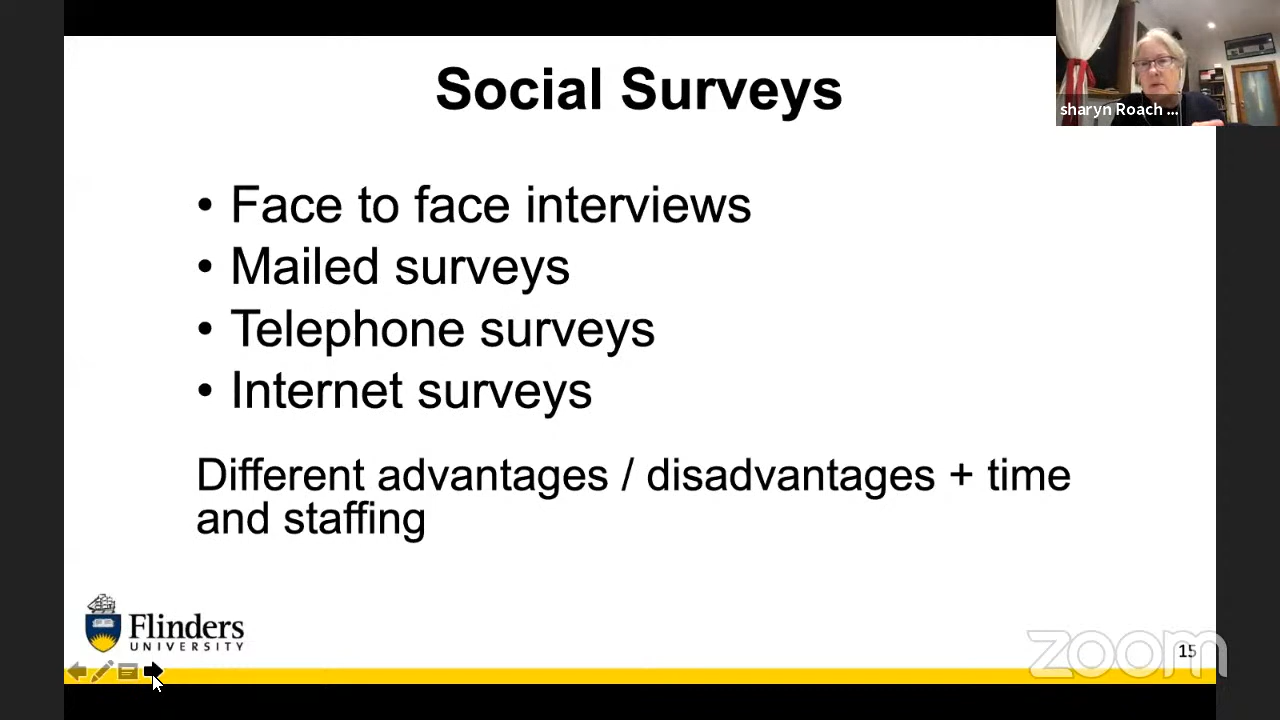 Social Surveys
sharyn Roach ...
• Face to face interviews
• Mailed surveys
• Telephone surveys
• Internet surveys
Different advantages / disadvantages + time
and staffing
Flinders
UNIVERSITY
zoom
15